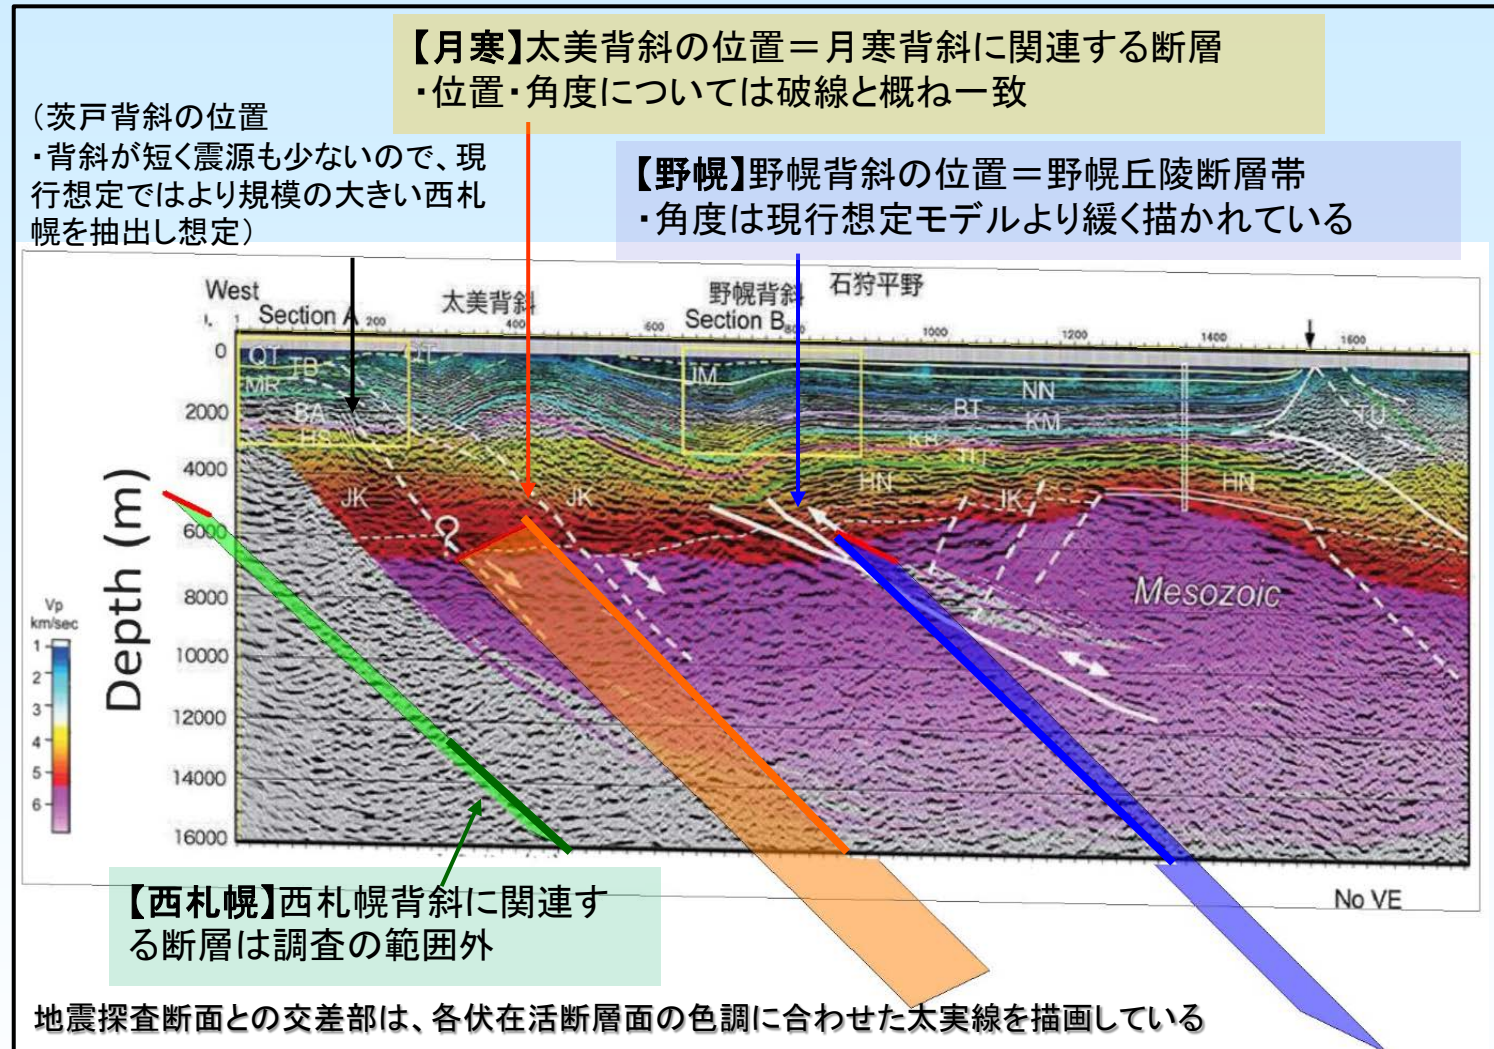 【月寒】太美背斜の位置＝月寒背斜に関連する断層
・位置・角度については破線と概ね一致
（茨戸背斜の位置
・背斜が短く震源も少ないので、現
行想定ではより規模の大きい西札
幌を抽出し想定）
【野幌】野幌背斜の位置＝野幌丘陵断層帯
・角度は現行想定モデルより緩く描かれている
West
太美背斜
野幌背斜
石狩平野
Section A
Section B
1 200 400 600 800 1000 1200 1400 1600
0
2000
4000
6000
8000
10000
12000
14000
16000
Depth (m)
QT
TB
MR
BA
HS
JK
JK
JM
NN
BT
KM
HN
HN
TU
?
Mesozoic
Vp
km/sec
1
2
3
4
5
6
No VE
【西札幌】西札幌背斜に関連す
る断層は調査の範囲外
地震探査断面との交差部は、各伏在活断層面の色調に合わせた太実線を描画している